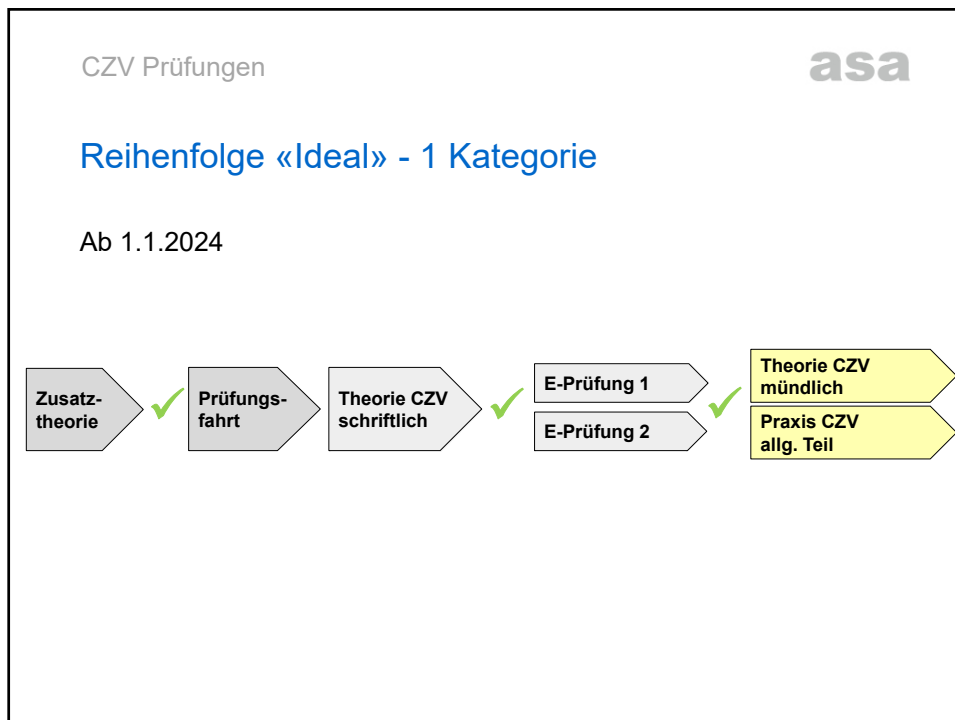 CZV Prüfungen
asa
Reihenfolge «Ideal» - 1 Kategorie
Ab 1.1.2024
Zusatz-
theorie
Prüfungs-
fahrt
Theorie CZV
schriftlich
E-Prüfung 1
E-Prüfung 2
Theorie CZV
mündlich
Praxis CZV
allg. Teil